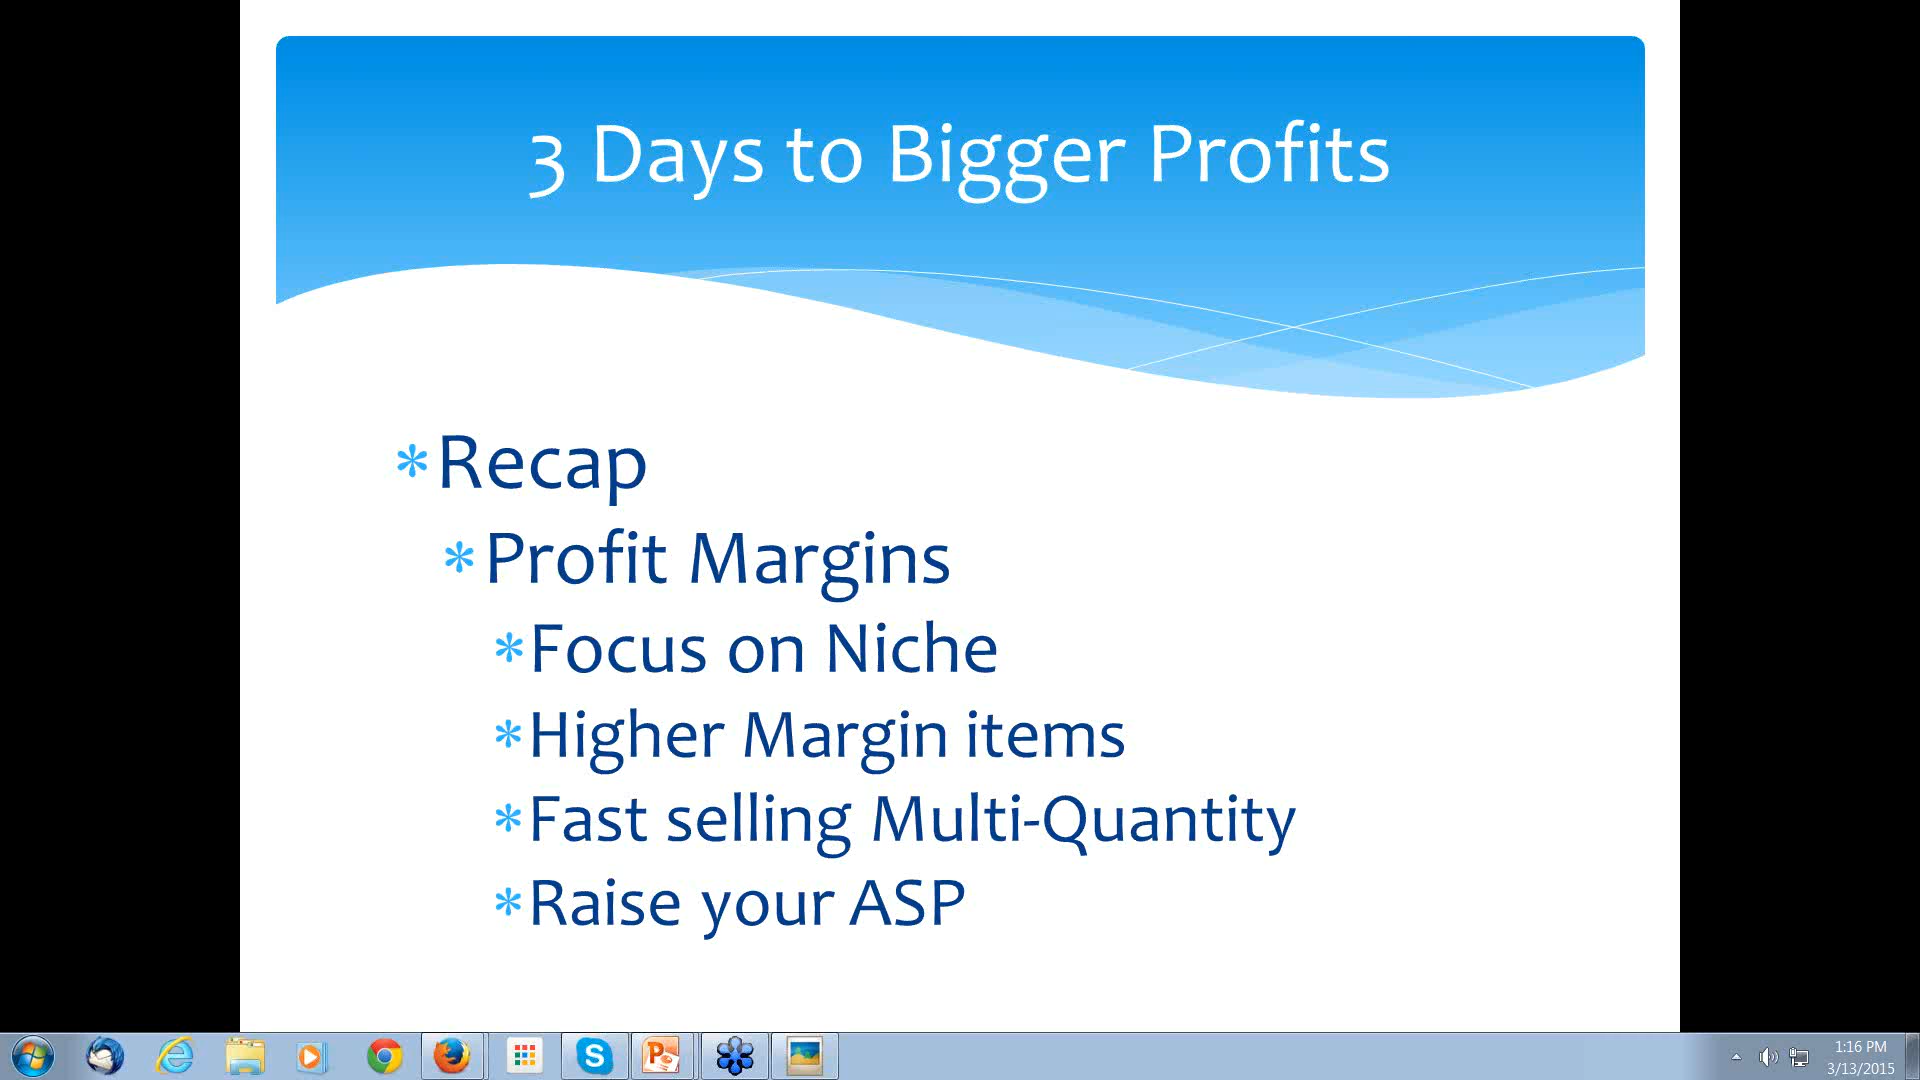 3 Days to Bigger Profits
*Recap
*Profit Margins
*Focus on Niche
*Higher Margin items
*Fast selling Multi-Quantity
*Raise your ASP
1:16 PM
3/13/2015